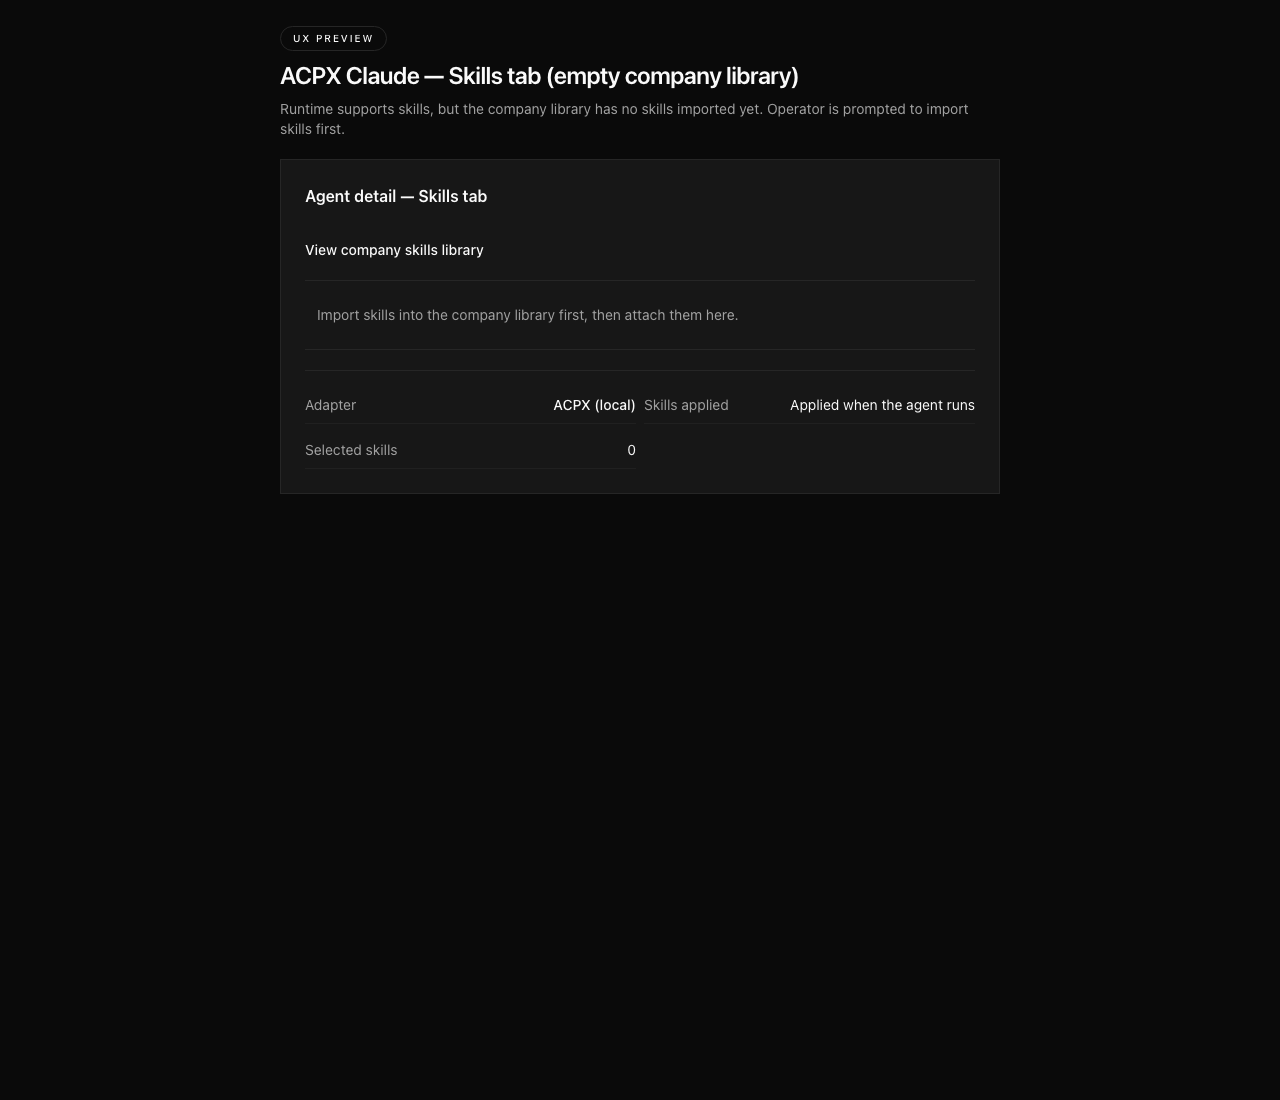 UX PREVIEW
ACPX Claude — Skills tab (empty company library)
Runtime supports skills, but the company library has no skills imported yet. Operator is prompted to import
skills first.
Agent detail — Skills tab
View company skills library
Import skills into the company library first, then attach them here.
Adapter ACPX (local) Skills applied Applied when the agent runs
Selected skills 0